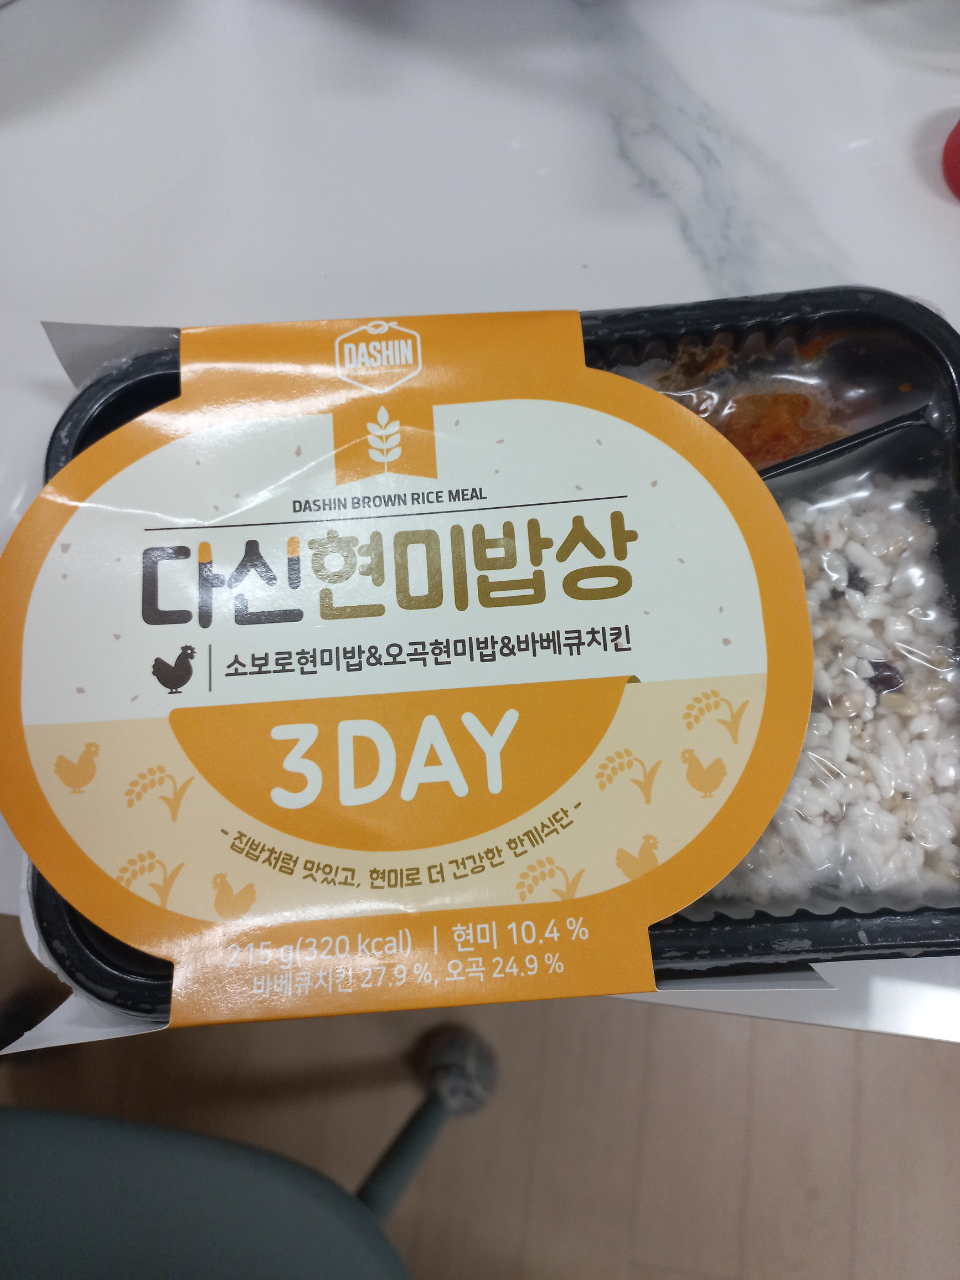 DASHIN
DASHIN BROWN RICE MEAL
다신현미밥상
소보로현미밥&오곡현미밥&바베큐치킨
3DAY
- 집밥처럼 맛있고, 현미로 더 건강한 한끼식단 -
215 g(320 kcal) | 현미 10.4 %
바베큐치킨 27.9 %, 오곡 24.9 %